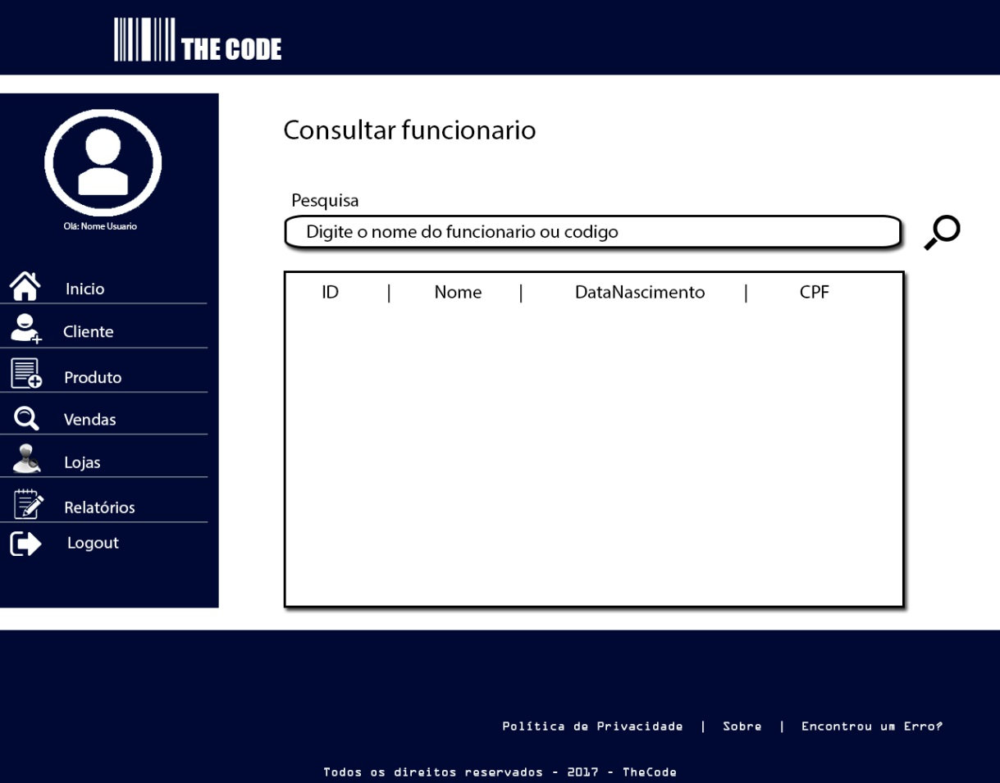 THE CODE
Olá: Nome Usuario
Inicio
Cliente
Produto
Vendas
Lojas
Relatórios
Logout
Consultar funcionario
Pesquisa
Digite o nome do funcionario ou codigo
ID | Nome | DataNascimento | CPF
Política de Privacidade | Sobre | Encontrou um Erro?
Todos os direitos reservados - 2017 - TheCode